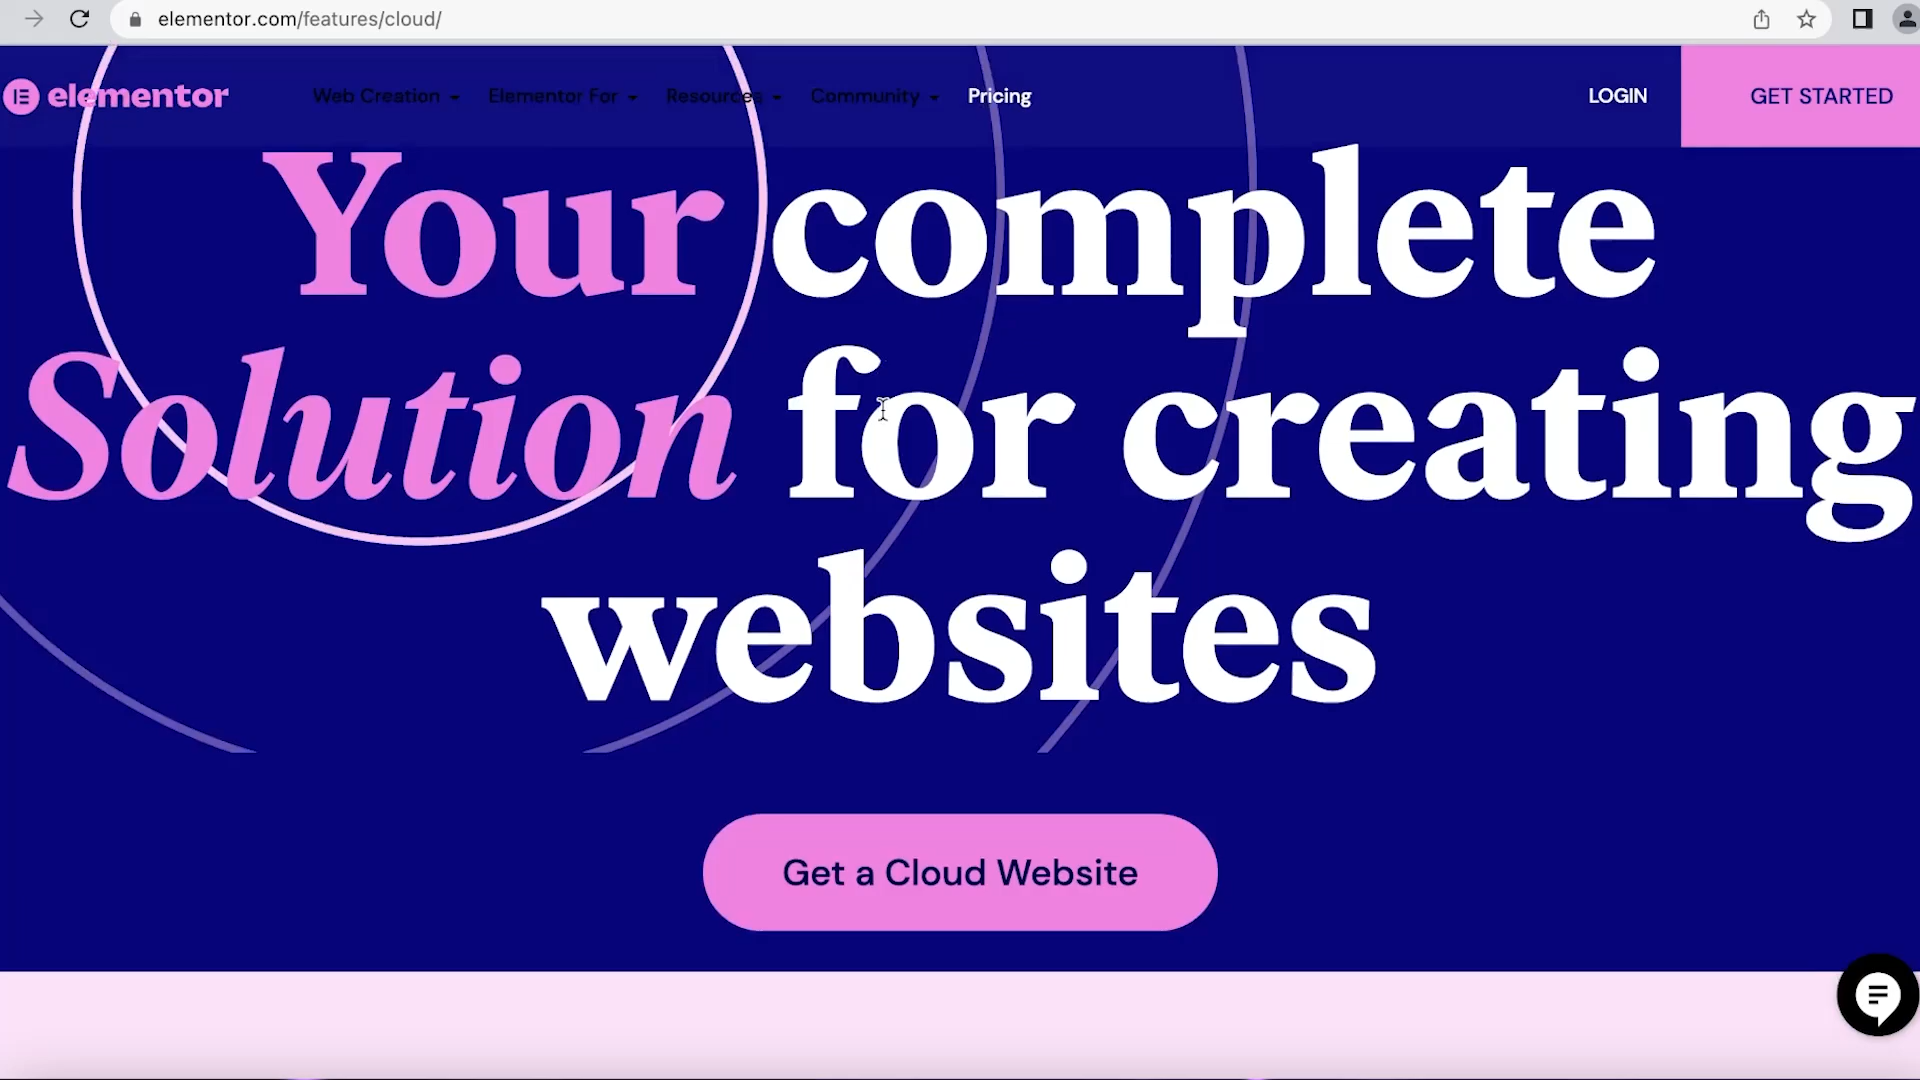 elementor.com/features/cloud/
elementor Web Creation Elementor For Resources Community Pricing LOGIN GET STARTED
Your complete
Solution for creating
websites
Get a Cloud Website